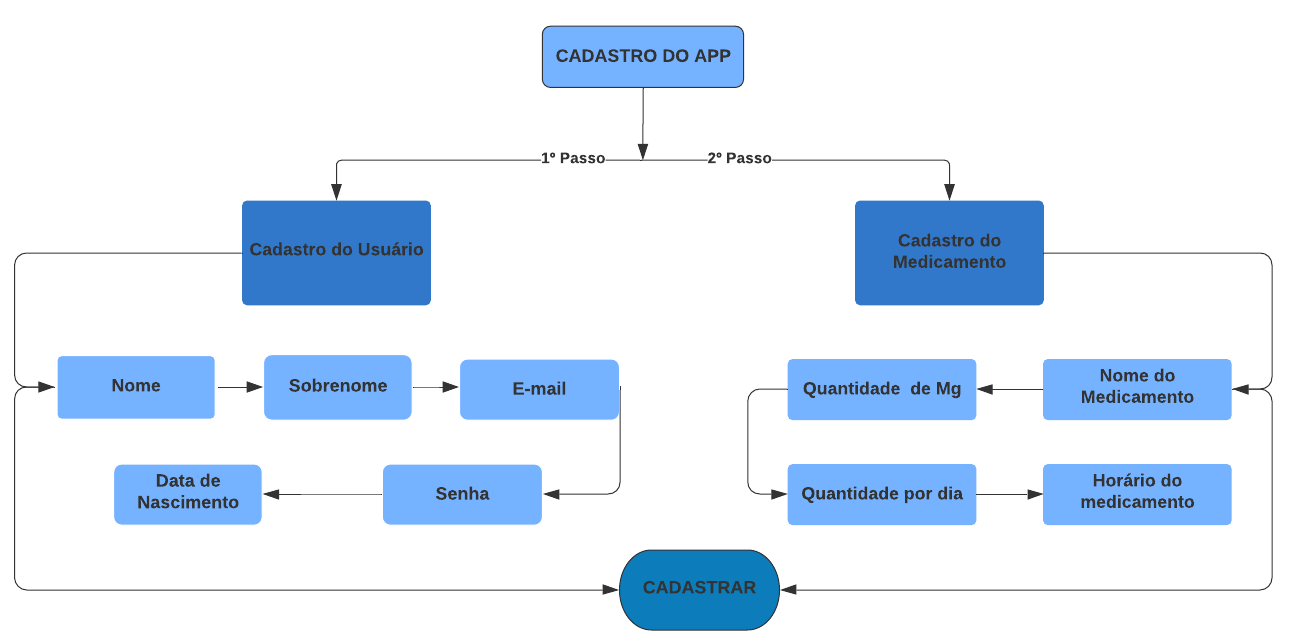 CADASTRO DO APP
1º Passo
2º Passo
Cadastro do Usuário
Cadastro do
Medicamento
Nome
Sobrenome
E-mail
Quantidade  de Mg
Nome do
Medicamento
Data de
Nascimento
Senha
Quantidade por dia
Horário do
medicamento
CADASTRAR